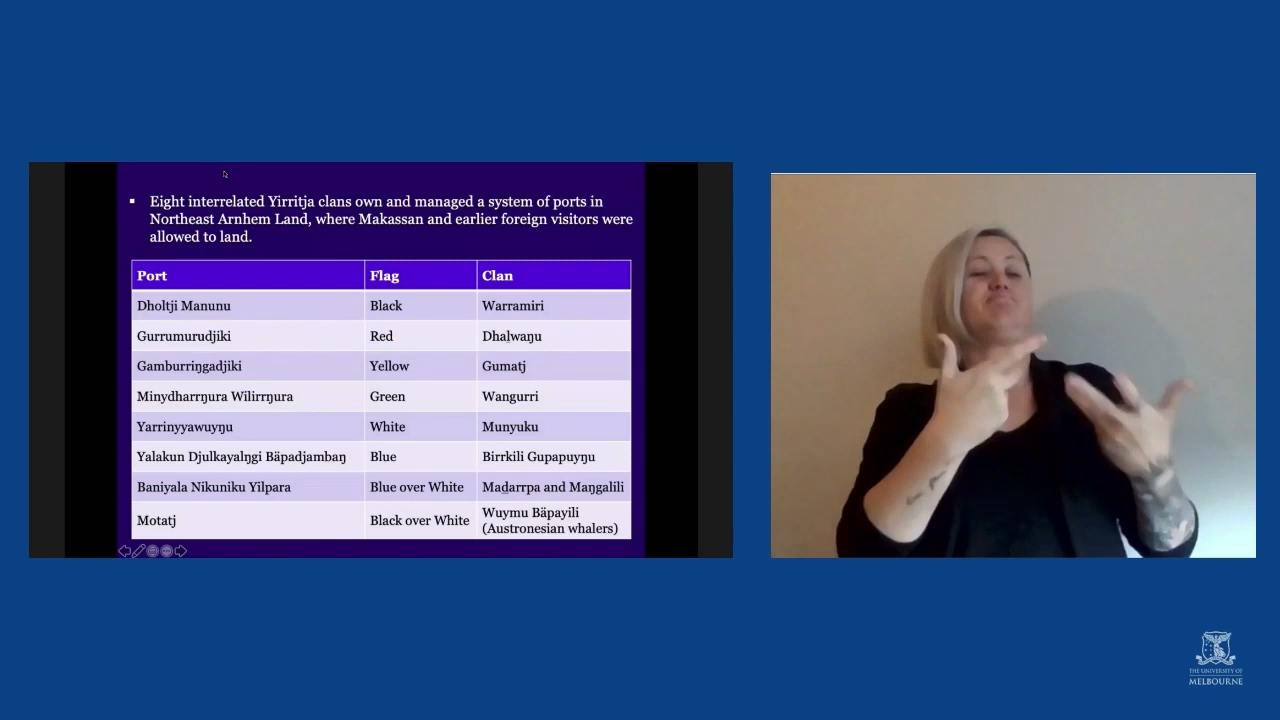 ▪ Eight interrelated Yirritja clans own and managed a system of ports in
Northeast Arnhem Land, where Makassan and earlier foreign visitors were
allowed to land.
Port Flag Clan
Dholtji Manunu Black Warramiri
Gurrumurudjiki Red Dhaḻwaŋu
Gamburriŋgadjiki Yellow Gumatj
Minydharrŋura Wilirrŋura Green Wangurri
Yarrinyyawuyŋu White Munyuku
Yalakun Djulkayalŋgi Bäpadjambaŋ Blue Birrkili Gupapuyŋu
Baniyala Nikuniku Yilpara Blue over White Maḏarrpa and Maŋgalili
Motatj Black over White Wuymu Bäpayili
(Austronesian whalers)
THE UNIVERSITY OF
MELBOURNE